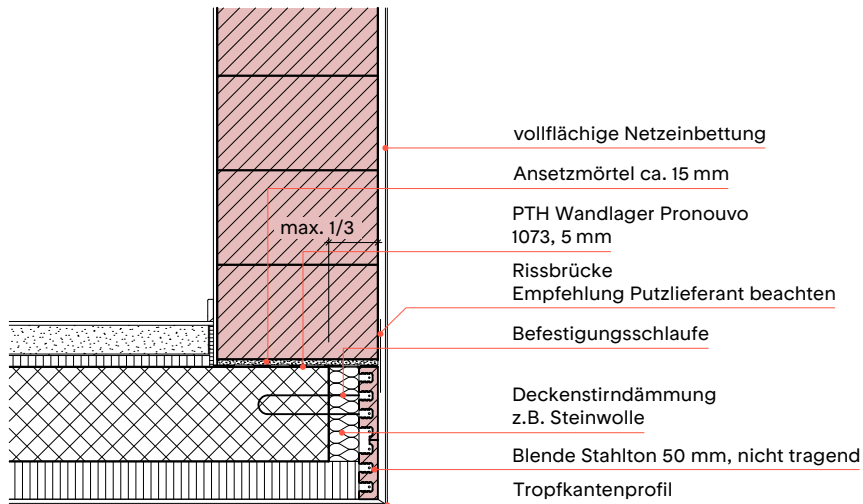 vollflächige Netzeinbettung
Ansetzmörtel ca. 15 mm
max. 1/3
PTH Wandlager Pronouvo
1073, 5 mm
Rissbrücke
Empfehlung Putzlieferant beachten
Befestigungsschlaufe
Deckenstirndämmung
z.B. Steinwolle
Blende Stahlton 50 mm, nicht tragend
Tropfkantenprofil